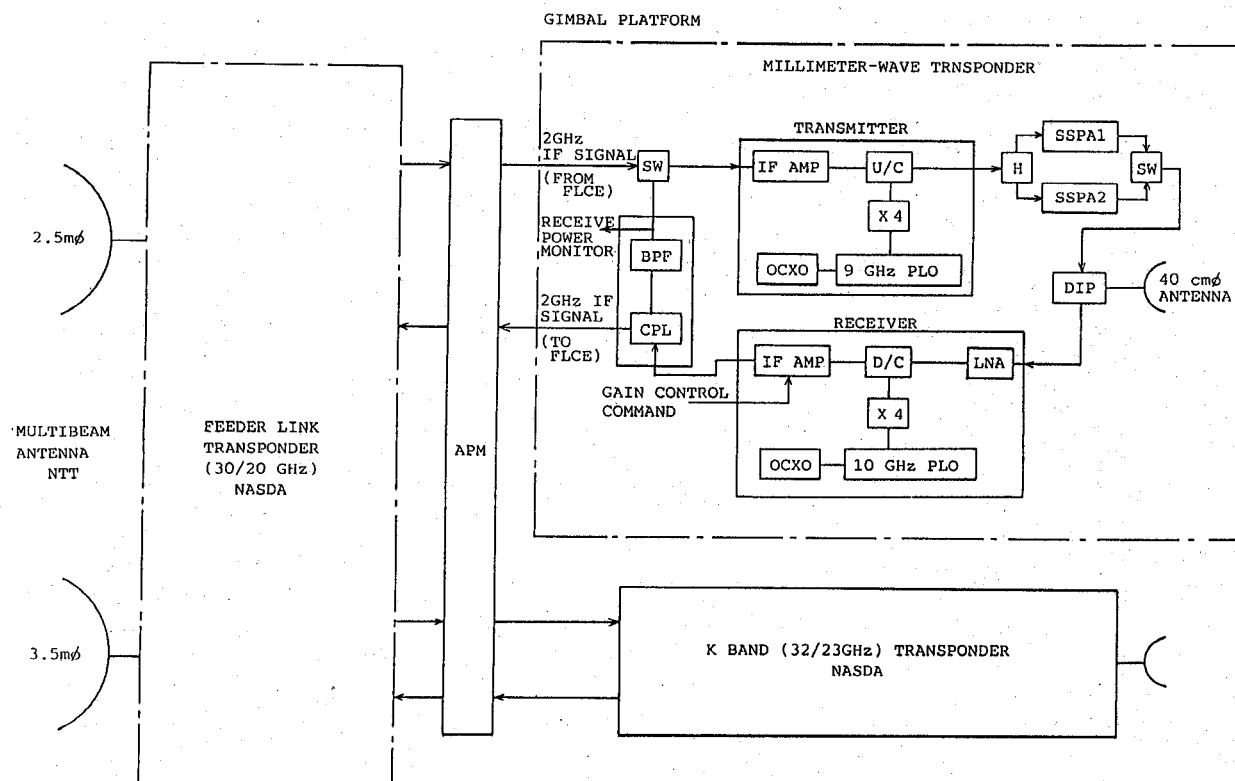 GIMBAL PLATFORM
MILLIMETER-WAVE TRNSPONDER
TRANSMITTER
2GHz
IF SIGNAL
(FROM
FLCE)
SW
IF AMP
U/C
H
SSPA1
SSPA2
SW
X 4
OCXO
9 GHz PLO
RECEIVE
POWER
MONITOR
BPF
2GHz IF
SIGNAL
(TO
FLCE)
CPL
DIP
40 cmφ
ANTENNA
RECEIVER
IF AMP
D/C
LNA
GAIN CONTROL
COMMAND
X 4
OCXO
10 GHz PLO
2.5mφ
MULTIBEAM
ANTENNA
NTT
FEEDER LINK
TRANSPONDER
(30/20 GHz)
NASDA
APM
3.5mφ
K BAND (32/23GHz) TRANSPONDER
NASDA